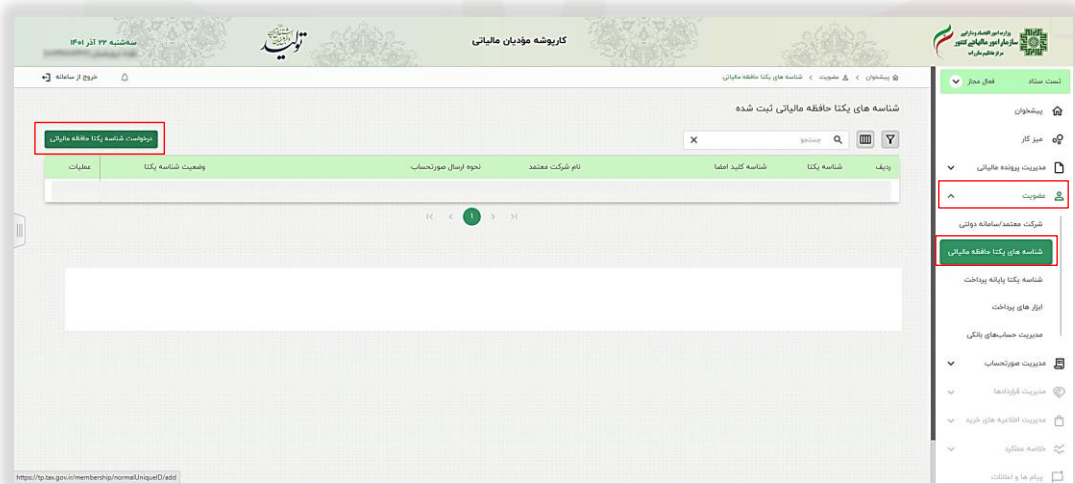 وزارت امور اقتصاد و دارایی
سازمان امور مالیاتی کشور
کارپوشه مؤدیان مالیاتی
تولید
سه‌شنبه ۲۲ آذر ۱۴۰۱
تست ستاد
فعال مجاز
پیشخوان
عضویت
شناسه های یکتا حافظه مالیاتی
خروج از سامانه
پیشخوان
میز کار
مدیریت پرونده مالیاتی
عضویت
شرکت معتمد/سامانه دولتی
شناسه های یکتا حافظه مالیاتی
شناسه یکتا پایانه پرداخت
ابزار های پرداخت
مدیریت حساب‌های بانکی
مدیریت صورتحساب
مدیریت قراردادها
مدیریت اطلاعیه های خرید
خلاصه عملکرد
پیام ها و اعلانات
شناسه های یکتا حافظه مالیاتی ثبت شده
جستجو
درخواست شناسه یکتا حافظه مالیاتی
ردیف شناسه یکتا شناسه کلید امضا نام شرکت معتمد نحوه ارسال صورتحساب وضعیت شناسه یکتا عملیات
1
https://tp.tax.gov.ir/membership/normalUniqueID/add